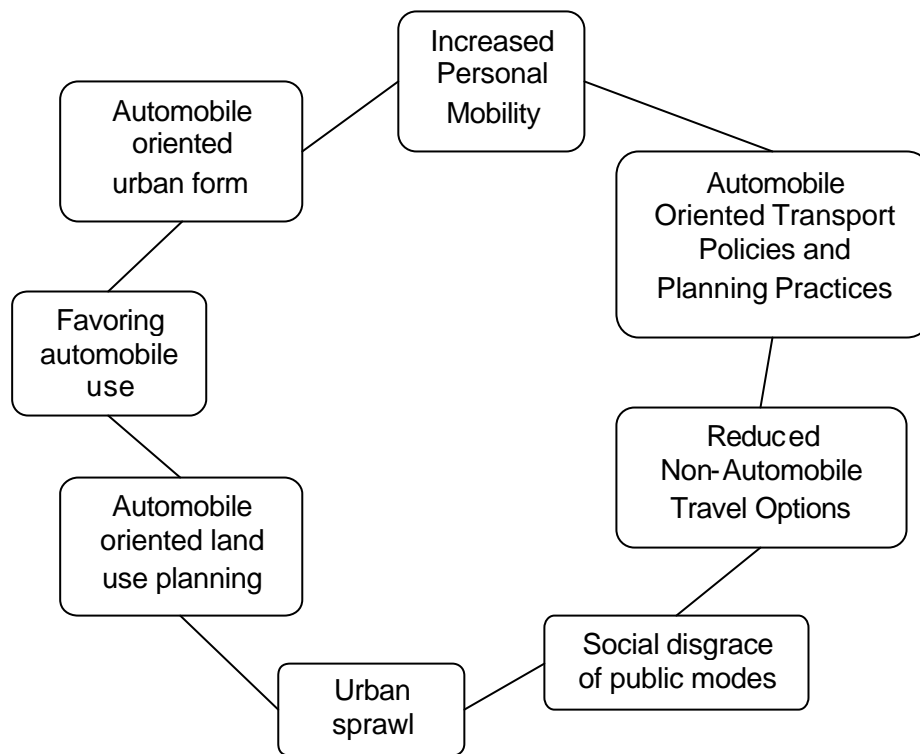 Increased
Personal
Mobility
Automobile
oriented
urban form
Automobile
Oriented Transport
Policies and
Planning Practices
Favoring
automobile
use
Reduced
Non-Automobile
Travel Options
Automobile
oriented land
use planning
Social disgrace
of public modes
Urban
sprawl